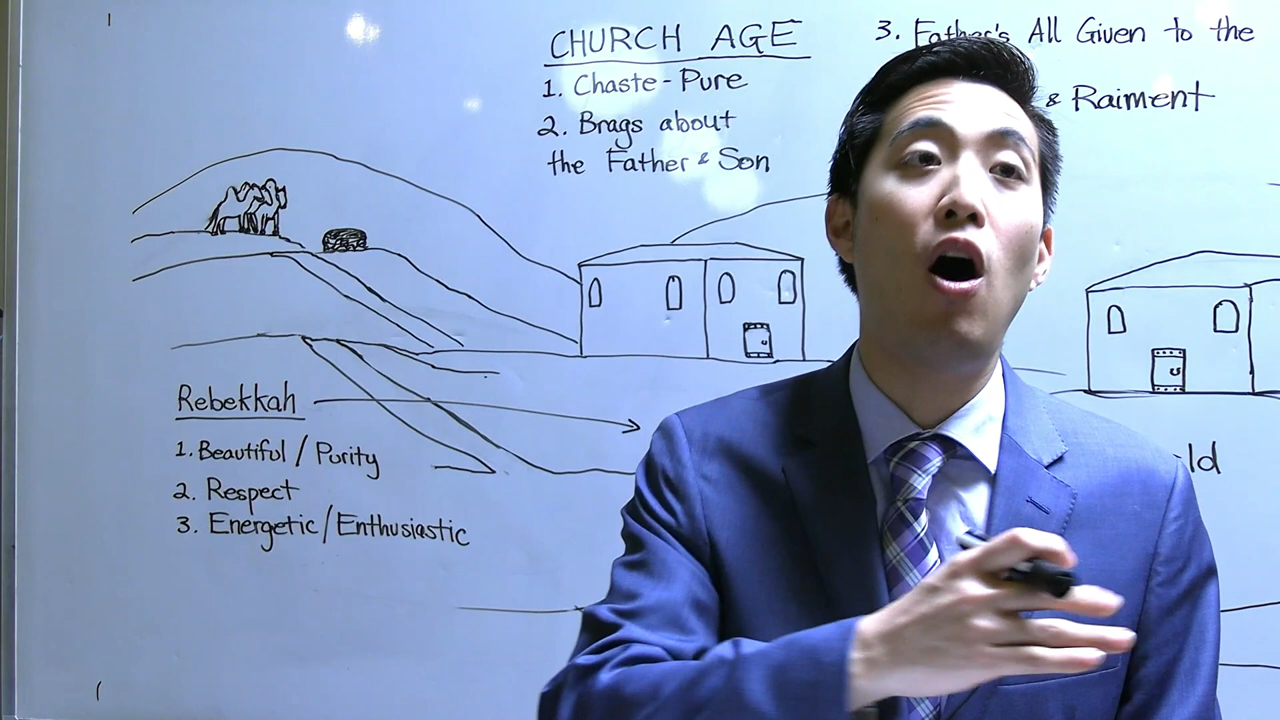 CHURCH AGE
1. Chaste-Pure
2. Brags about
the Father & Son
3. Father's All Given to the
& Raiment
Rebekkah
1. Beautiful / Purity
2. Respect
3. Energetic/Enthusiastic